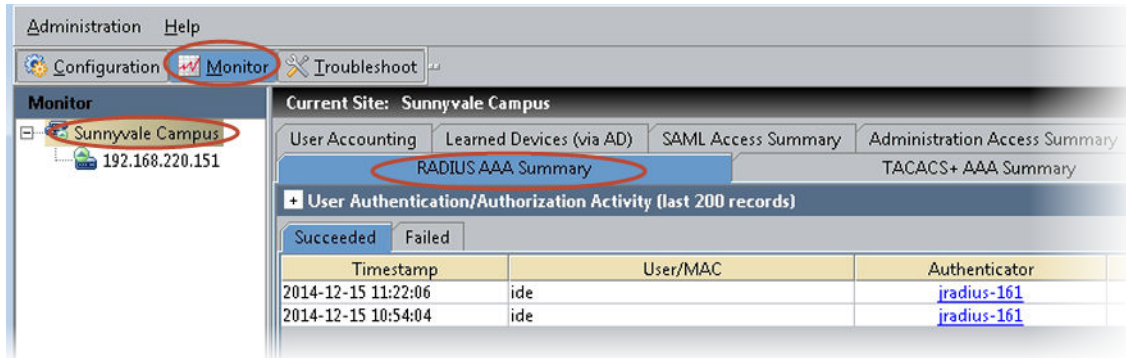 Administration Help
Configuration Monitor Troubleshoot
Monitor
Sunnyvale Campus
192.168.220.151
Current Site: Sunnyvale Campus
User Accounting Learned Devices (via AD) SAML Access Summary Administration Access Summary
RADIUS AAA Summary TACACS+ AAA Summary
User Authentication/Authorization Activity (last 200 records)
Succeeded Failed
Timestamp User/MAC Authenticator
2014-12-15 11:22:06 ide jradius-161
2014-12-15 10:54:04 ide jradius-161